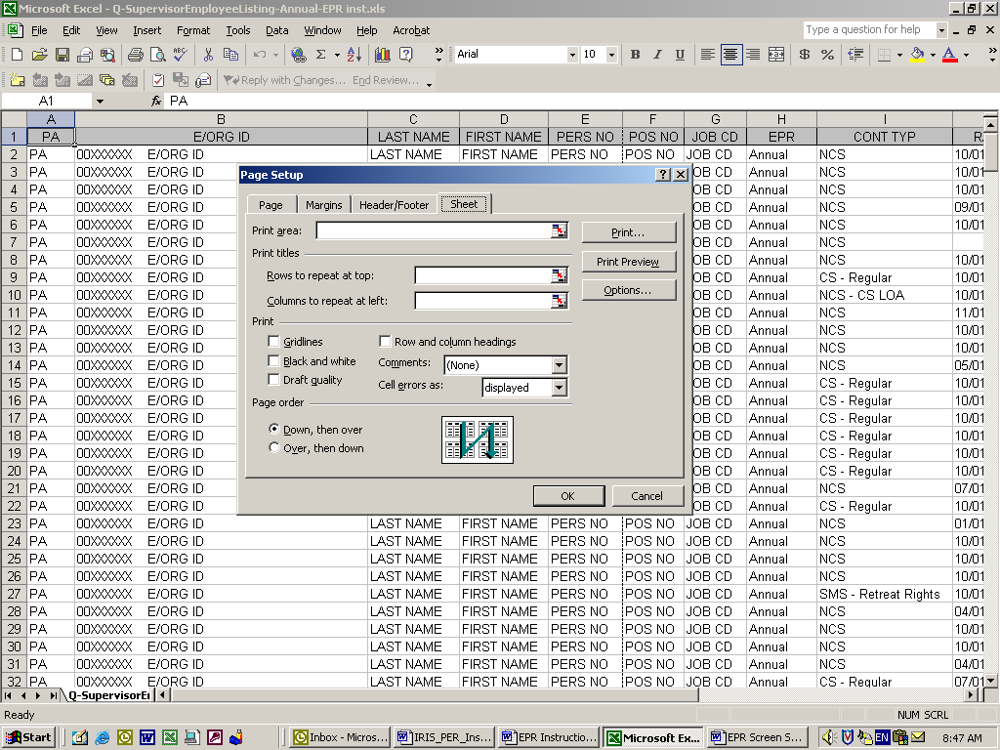 Microsoft Excel - Q-SupervisorEmployeeListing-Annual-EPR inst.xls
File Edit View Insert Format Tools Data Window Help Acrobat Type a question for help
Arial 10 B I U $ %
Reply with Changes... End Review...
A1 fx PA
A B C D E F G H I
1 PA E/ORG ID LAST NAME FIRST NAME PERS NO POS NO JOB CD EPR CONT TYP
2 PA 00XXXXXX E/ORG ID LAST NAME FIRST NAME PERS NO POS NO JOB CD Annual NCS 10/01
3 PA 00XXXXXX E/ORG ID OB CD Annual NCS 10/01
4 PA 00XXXXXX E/ORG ID OB CD Annual NCS 10/01
5 PA 00XXXXXX E/ORG ID OB CD Annual NCS 09/01
6 PA 00XXXXXX E/ORG ID OB CD Annual NCS 10/01
7 PA 00XXXXXX E/ORG ID OB CD Annual NCS
8 PA 00XXXXXX E/ORG ID OB CD Annual NCS 10/01
9 PA 00XXXXXX E/ORG ID OB CD Annual CS - Regular 10/01
10 PA 00XXXXXX E/ORG ID OB CD Annual NCS - CS LOA 10/01
11 PA 00XXXXXX E/ORG ID OB CD Annual NCS 11/01
12 PA 00XXXXXX E/ORG ID OB CD Annual NCS 10/01
13 PA 00XXXXXX E/ORG ID OB CD Annual NCS 10/01
14 PA 00XXXXXX E/ORG ID OB CD Annual NCS 05/01
15 PA 00XXXXXX E/ORG ID OB CD Annual CS - Regular 10/01
16 PA 00XXXXXX E/ORG ID OB CD Annual CS - Regular 10/01
17 PA 00XXXXXX E/ORG ID OB CD Annual CS - Regular 10/01
18 PA 00XXXXXX E/ORG ID OB CD Annual CS - Regular 10/01
19 PA 00XXXXXX E/ORG ID OB CD Annual CS - Regular 10/01
20 PA 00XXXXXX E/ORG ID OB CD Annual CS - Regular 10/01
21 PA 00XXXXXX E/ORG ID OB CD Annual NCS 07/01
22 PA 00XXXXXX E/ORG ID OB CD Annual CS - Regular 10/01
23 PA 00XXXXXX E/ORG ID LAST NAME FIRST NAME PERS NO POS NO JOB CD Annual NCS 01/01
24 PA 00XXXXXX E/ORG ID LAST NAME FIRST NAME PERS NO POS NO JOB CD Annual NCS 10/01
25 PA 00XXXXXX E/ORG ID LAST NAME FIRST NAME PERS NO POS NO JOB CD Annual NCS 10/01
26 PA 00XXXXXX E/ORG ID LAST NAME FIRST NAME PERS NO POS NO JOB CD Annual NCS 10/01
27 PA 00XXXXXX E/ORG ID LAST NAME FIRST NAME PERS NO POS NO JOB CD Annual SMS - Retreat Rights 10/01
28 PA 00XXXXXX E/ORG ID LAST NAME FIRST NAME PERS NO POS NO JOB CD Annual NCS 04/01
29 PA 00XXXXXX E/ORG ID LAST NAME FIRST NAME PERS NO POS NO JOB CD Annual NCS 10/01
30 PA 00XXXXXX E/ORG ID LAST NAME FIRST NAME PERS NO POS NO JOB CD Annual NCS 10/01
31 PA 00XXXXXX E/ORG ID LAST NAME FIRST NAME PERS NO POS NO JOB CD Annual NCS 04/01
32 PA 00XXXXXX E/ORG ID LAST NAME FIRST NAME PERS NO POS NO JOB CD Annual CS - Regular 07/01
Page Setup
Page Margins Header/Footer Sheet
Print area: Print...
Print titles
Rows to repeat at top: Print Preview
Columns to repeat at left: Options...
Print
Gridlines Row and column headings
Black and white Comments: (None)
Draft quality Cell errors as: displayed
Page order
Down, then over
Over, then down
OK Cancel
Q-SupervisorEr
Ready NUM SCRL
Start Inbox - Micros... IRIS_PER_Ins... EPR Instructio... Microsoft Ex... EPR Screen S... EN 8:47 AM